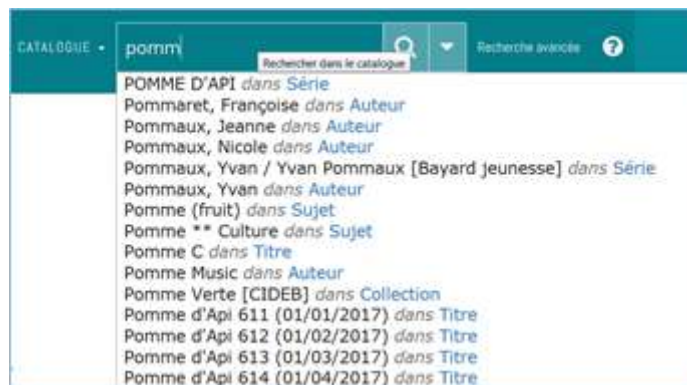 CATALOGUE pomm Recherche avancée ?
Rechercher dans le catalogue
POMME D'API dans Série
Pommaret, Françoise dans Auteur
Pommaux, Jeanne dans Auteur
Pommaux, Nicole dans Auteur
Pommaux, Yvan / Yvan Pommaux [Bayard jeunesse] dans Série
Pommaux, Yvan dans Auteur
Pomme (fruit) dans Sujet
Pomme ** Culture dans Sujet
Pomme C dans Titre
Pomme Music dans Auteur
Pomme Verte [CIDEB] dans Collection
Pomme d'Api 611 (01/01/2017) dans Titre
Pomme d'Api 612 (01/02/2017) dans Titre
Pomme d'Api 613 (01/03/2017) dans Titre
Pomme d'Api 614 (01/04/2017) dans Titre